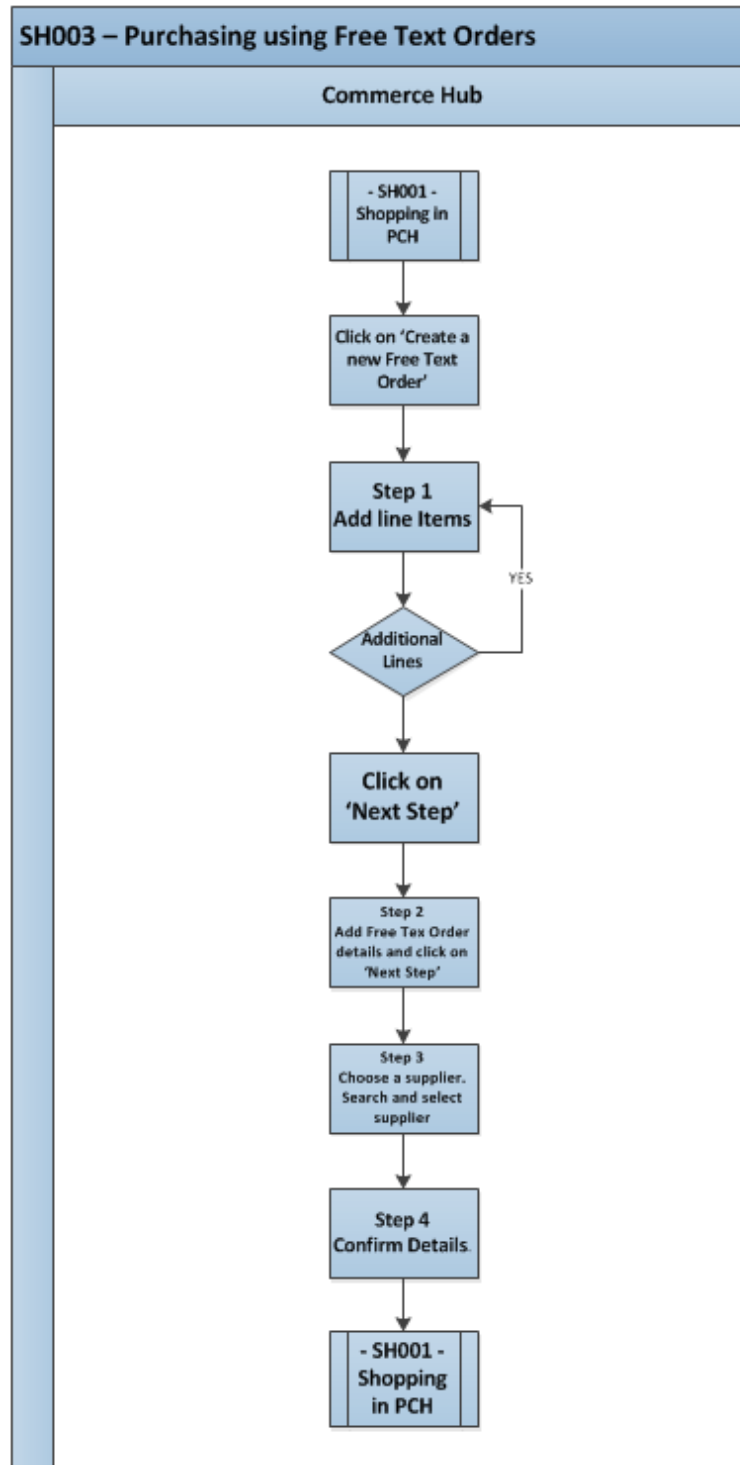 SH003 – Purchasing using Free Text Orders
Commerce Hub
- SH001 -
Shopping in
PCH
Click on ‘Create a
new Free Text
Order’
Step 1
Add line Items
YES
Additional
Lines
Click on
‘Next Step’
Step 2
Add Free Tex Order
details and click on
‘Next Step’
Step 3
Choose a supplier.
Search and select
supplier
Step 4
Confirm Details.
- SH001 -
Shopping
in PCH